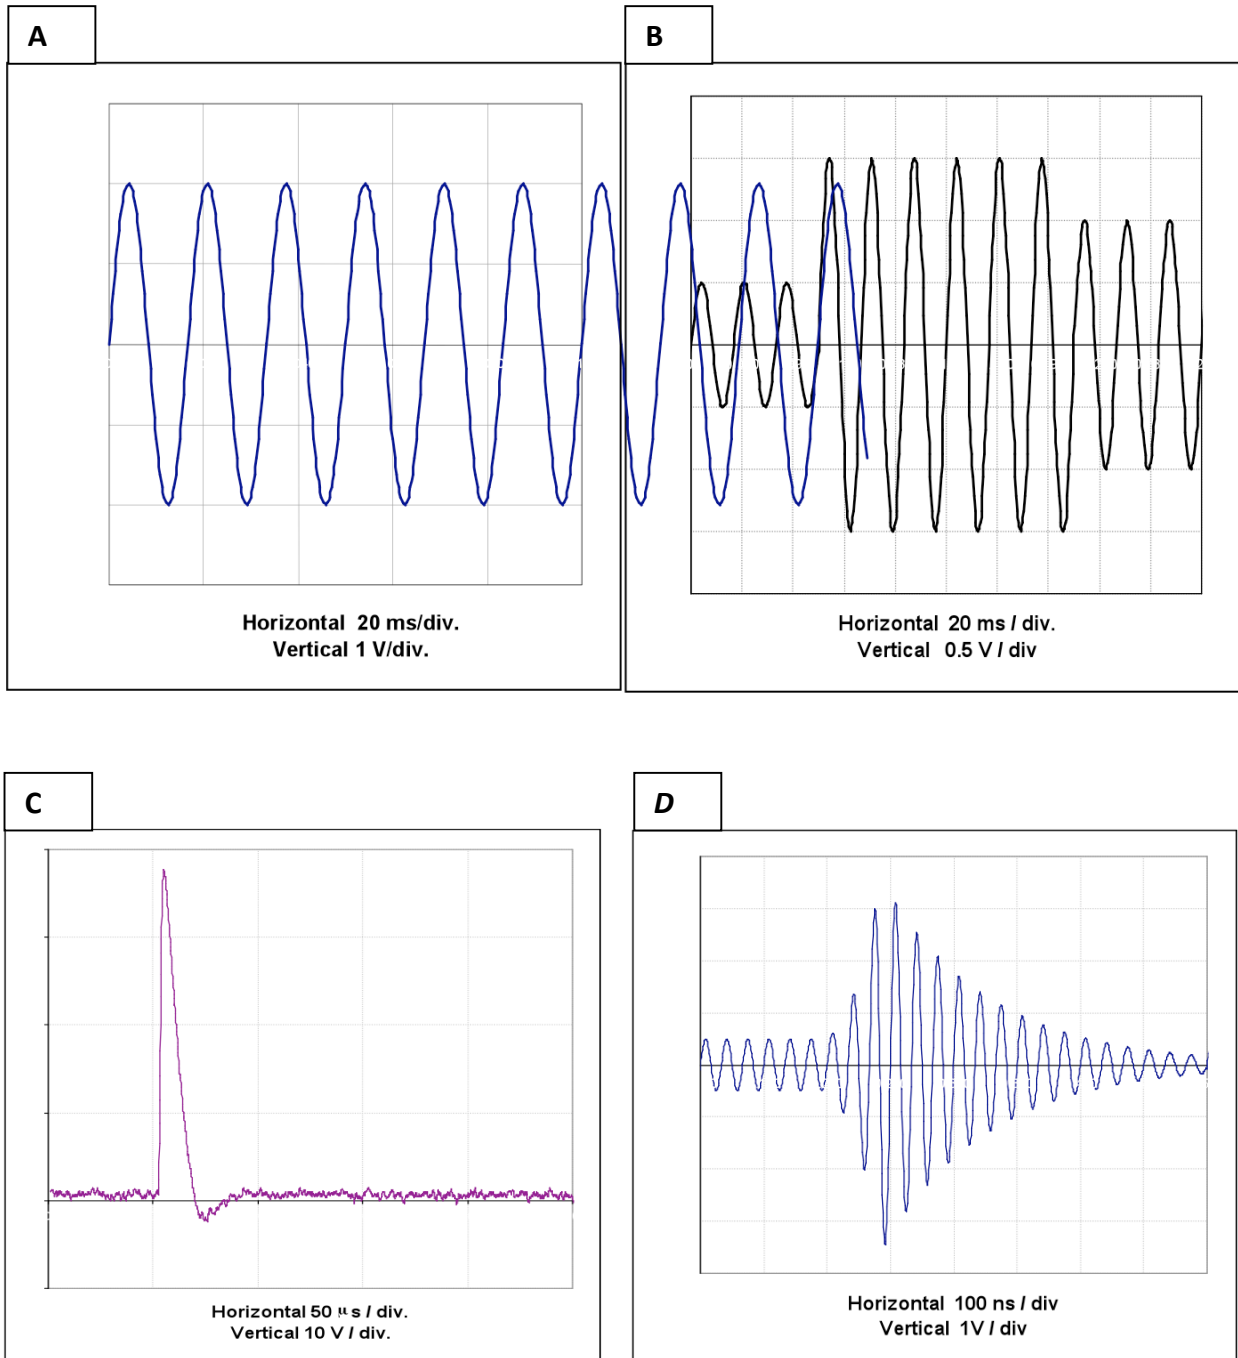 A
B
Horizontal 20 ms/div.
Vertical 1 V/div.
Horizontal 20 ms / div.
Vertical 0.5 V / div
C
D
Horizontal 50 μ s / div.
Vertical 10 V / div.
Horizontal 100 ns / div
Vertical 1V / div